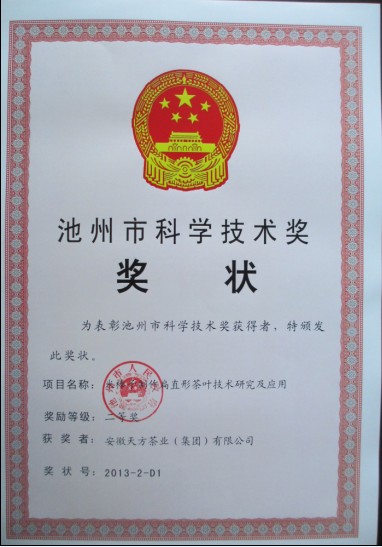 池州市科学技术奖
奖 状
为表彰池州市科学技术奖获得者，特颁发
此奖状。
项目名称： 扁直形茶叶技术研究及应用
奖励等级：二等奖
获 奖 者：安徽天方茶业（集团）有限公司
奖 状 号：2013-2-D1